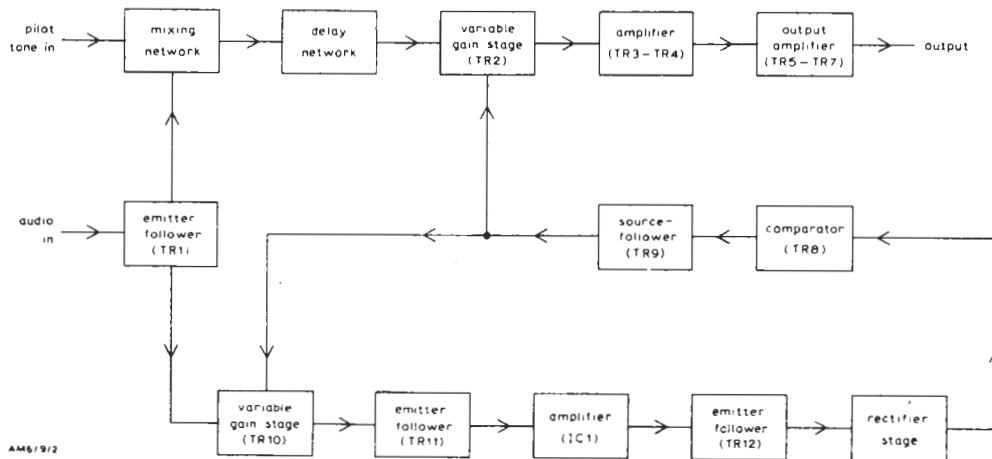 pilot
tone in
mixing
network
delay
network
variable
gain stage
(TR2)
amplifier
(TR3-TR4)
output
amplifier
(TR5-TR7)
output
audio
in
emitter
follower
(TR1)
source-
follower
(TR9)
comparator
(TR8)
variable
gain stage
(TR10)
emitter
follower
(TR11)
amplifier
(IC1)
emitter
follower
(TR12)
rectifier
stage
AM6/9/2